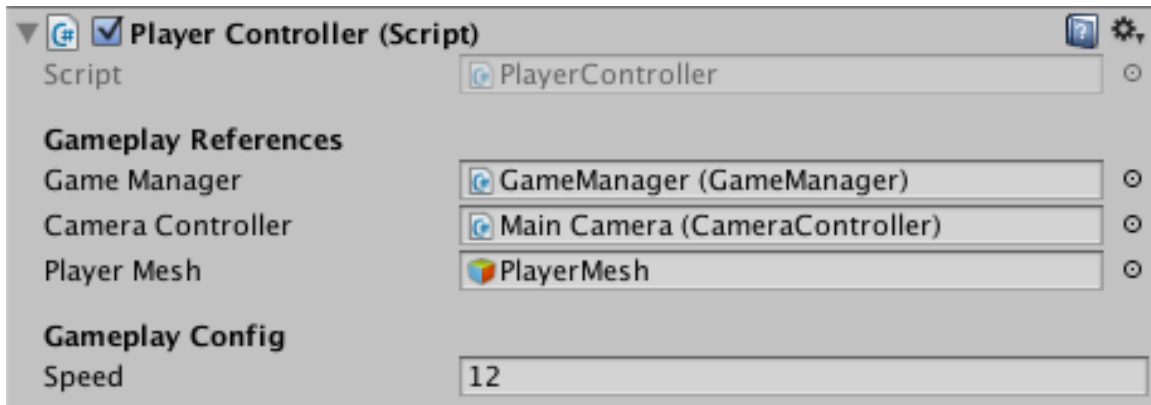 Player Controller (Script)
Script PlayerController
Gameplay References
Game Manager GameManager (GameManager)
Camera Controller Main Camera (CameraController)
Player Mesh PlayerMesh
Gameplay Config
Speed 12